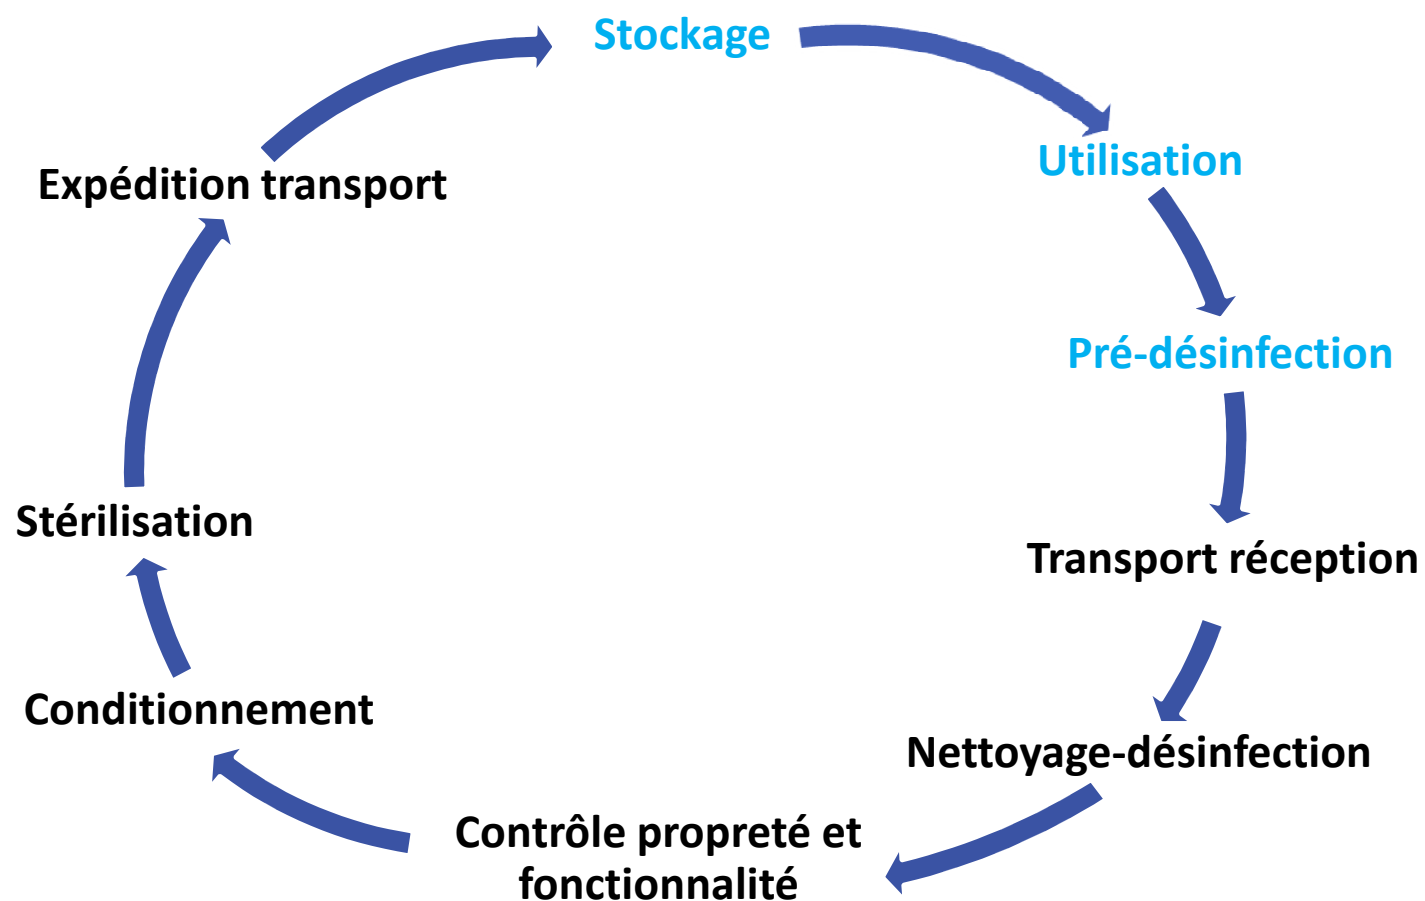 Stockage
Utilisation
Pré-désinfection
Transport réception
Nettoyage-désinfection
Contrôle propreté et
fonctionnalité
Conditionnement
Stérilisation
Expédition transport